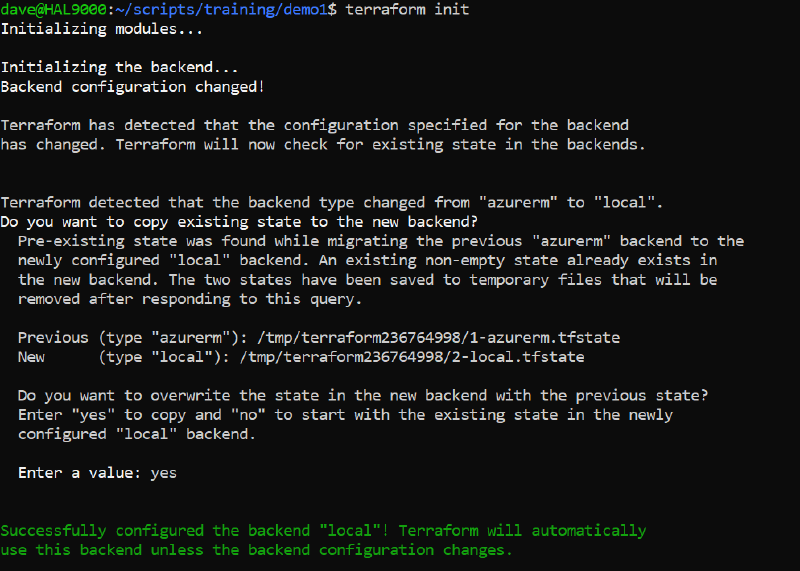 dave@HAL9000:~/scripts/training/demo1$ terraform init
Initializing modules...
Initializing the backend...
Backend configuration changed!
Terraform has detected that the configuration specified for the backend
has changed. Terraform will now check for existing state in the backends.
Terraform detected that the backend type changed from "azurerm" to "local".
Do you want to copy existing state to the new backend?
Pre-existing state was found while migrating the previous "azurerm" backend to the
newly configured "local" backend. An existing non-empty state already exists in
the new backend. The two states have been saved to temporary files that will be
removed after responding to this query.
Previous (type "azurerm"): /tmp/terraform236764998/1-azurerm.tfstate
New      (type "local"): /tmp/terraform236764998/2-local.tfstate
Do you want to overwrite the state in the new backend with the previous state?
Enter "yes" to copy and "no" to start with the existing state in the newly
configured "local" backend.
Enter a value: yes
Successfully configured the backend "local"! Terraform will automatically
use this backend unless the backend configuration changes.